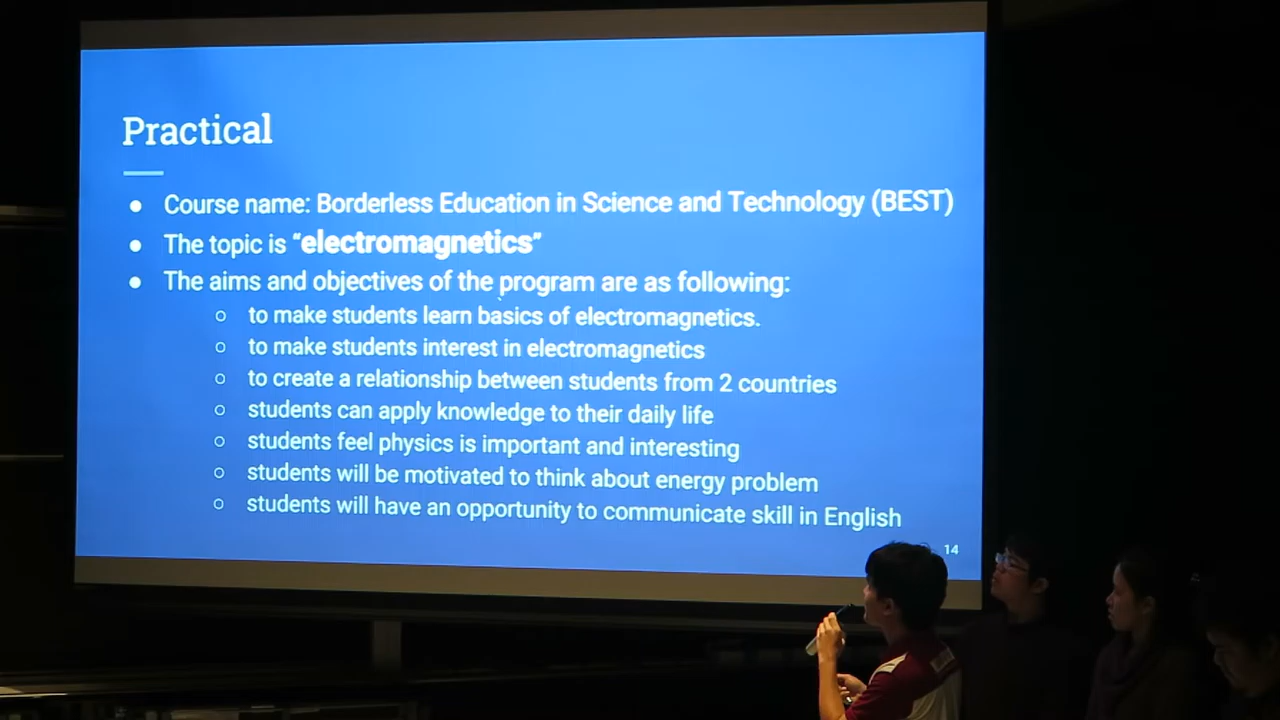 Practical
● Course name: Borderless Education in Science and Technology (BEST)
● The topic is “electromagnetics”
● The aims and objectives of the program are as following:
○ to make students learn basics of electromagnetics.
○ to make students interest in electromagnetics
○ to create a relationship between students from 2 countries
○ students can apply knowledge to their daily life
○ students feel physics is important and interesting
○ students will be motivated to think about energy problem
○ students will have an opportunity to communicate skill in English
14